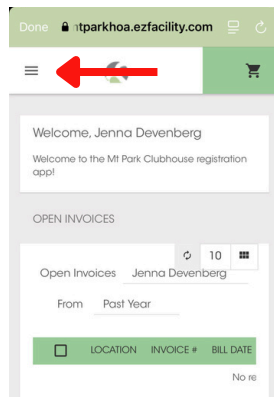 Done ntparkhoa.ezfacility.com
Welcome, Jenna Devenberg
Welcome to the Mt Park Clubhouse registration
app!
OPEN INVOICES
10
Open Invoices Jenna Devenberg
From Past Year
LOCATION INVOICE # BILL DATE
No re